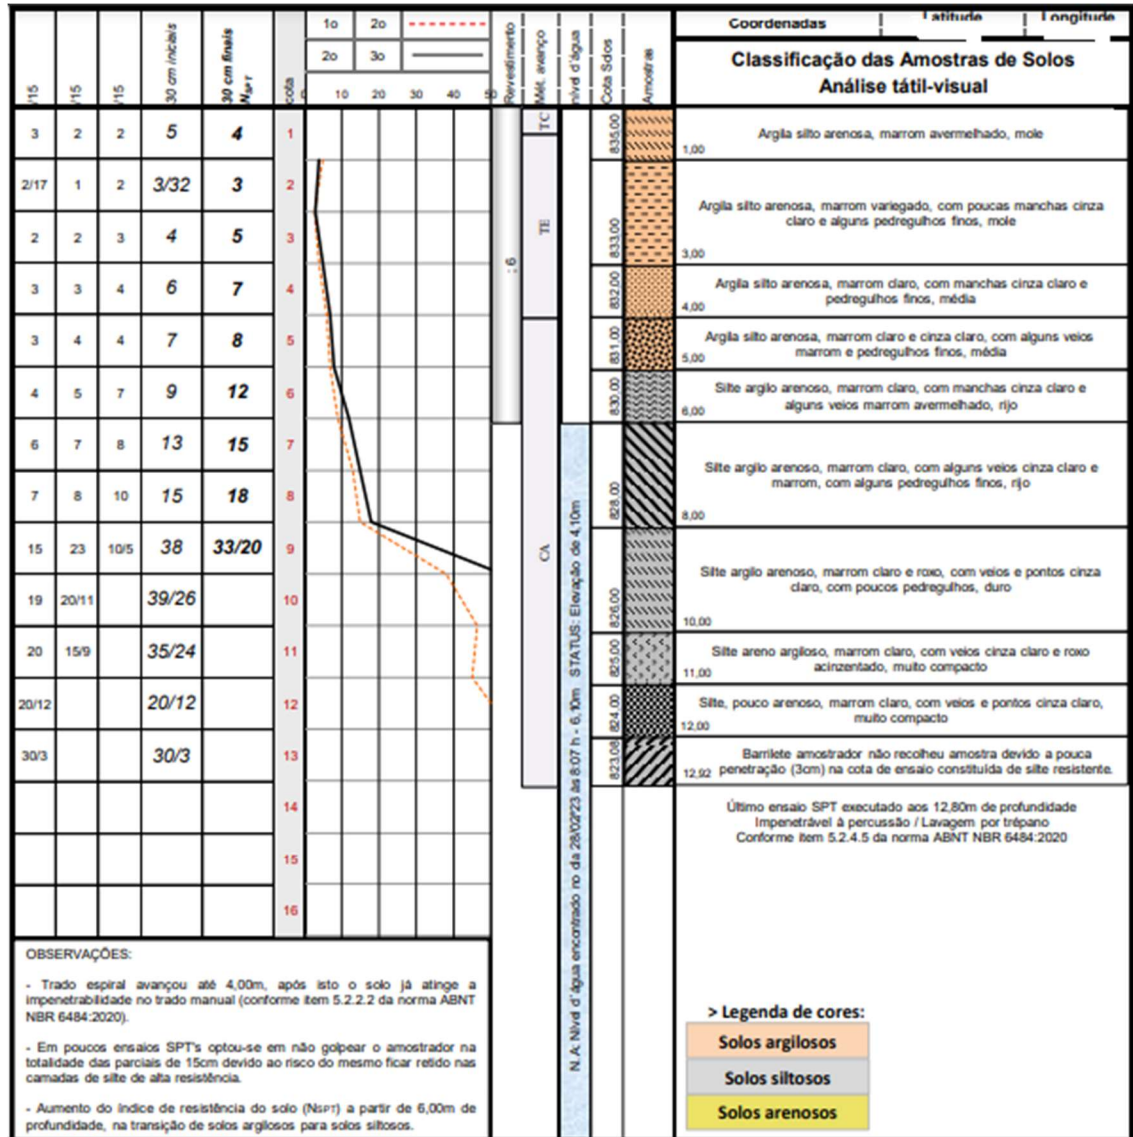 1o 2o
2o 3o
/15 /15 /15 30 cm iniciais 30 cm finais NSPT cota
10 20 30 40 50
Revestimento
Mét. avanço
nível d'água
Cota Solos
Amostras
Coordenadas Latitude Longitude
Classificação das Amostras de Solos
Análise tátil-visual
3 2 2 5 4 1
2/17 1 2 3/32 3 2
2 2 3 4 5 3
3 3 4 6 7 4
3 4 4 7 8 5
4 5 7 9 12 6
6 7 8 13 15 7
7 8 10 15 18 8
15 23 10/5 38 33/20 9
19 20/11 39/26 10
20 15/9 35/24 11
20/12 20/12 12
30/3 30/3 13
14
15
16
: 6
TC
TE
CA
N.A: Nível d'água encontrado no da 28/02/23 às 8:07 h - 6,10m STATUS: Elevação de 4,10m
835,00
833,00
832,00
831,00
830,00
828,00
826,00
825,00
824,00
823,08
Argila silto arenosa, marrom avermelhado, mole
1,00
Argila silto arenosa, marrom variegado, com poucas manchas cinza
claro e alguns pedregulhos finos, mole
3,00
Argila silto arenosa, marrom claro, com manchas cinza claro e
pedregulhos finos, média
4,00
Argila silto arenosa, marrom claro e cinza claro, com alguns veios
marrom e pedregulhos finos, média
5,00
Silte argilo arenoso, marrom claro, com manchas cinza claro e
alguns veios marrom avermelhado, rijo
6,00
Silte argilo arenoso, marrom claro, com alguns veios cinza claro e
marrom, com alguns pedregulhos finos, rijo
8,00
Silte argilo arenoso, marrom claro e roxo, com veios e pontos cinza
claro, com poucos pedregulhos, duro
10,00
Silte areno argiloso, marrom claro, com veios cinza claro e roxo
acinzentado, muito compacto
11,00
Silte, pouco arenoso, marrom claro, com veios e pontos cinza claro,
muito compacto
12,00
Barrilete amostrador não recolheu amostra devido a pouca
12,92 penetração (3cm) na cota de ensaio constituída de silte resistente.
Último ensaio SPT executado aos 12,80m de profundidade
Impenetrável à percussão / Lavagem por trépano
Conforme item 5.2.4.5 da norma ABNT NBR 6484:2020
OBSERVAÇÕES:
- Trado espiral avançou até 4,00m, após isto o solo já atinge a
impenetrabilidade no trado manual (conforme item 5.2.2.2 da norma ABNT
NBR 6484:2020).
- Em poucos ensaios SPT's optou-se em não golpear o amostrador na
totalidade das parciais de 15cm devido ao risco do mesmo ficar retido nas
camadas de silte de alta resistência.
- Aumento do índice de resistência do solo (NSPT) a partir de 6,00m de
profundidade, na transição de solos argilosos para solos siltosos.
> Legenda de cores:
Solos argilosos
Solos siltosos
Solos arenosos